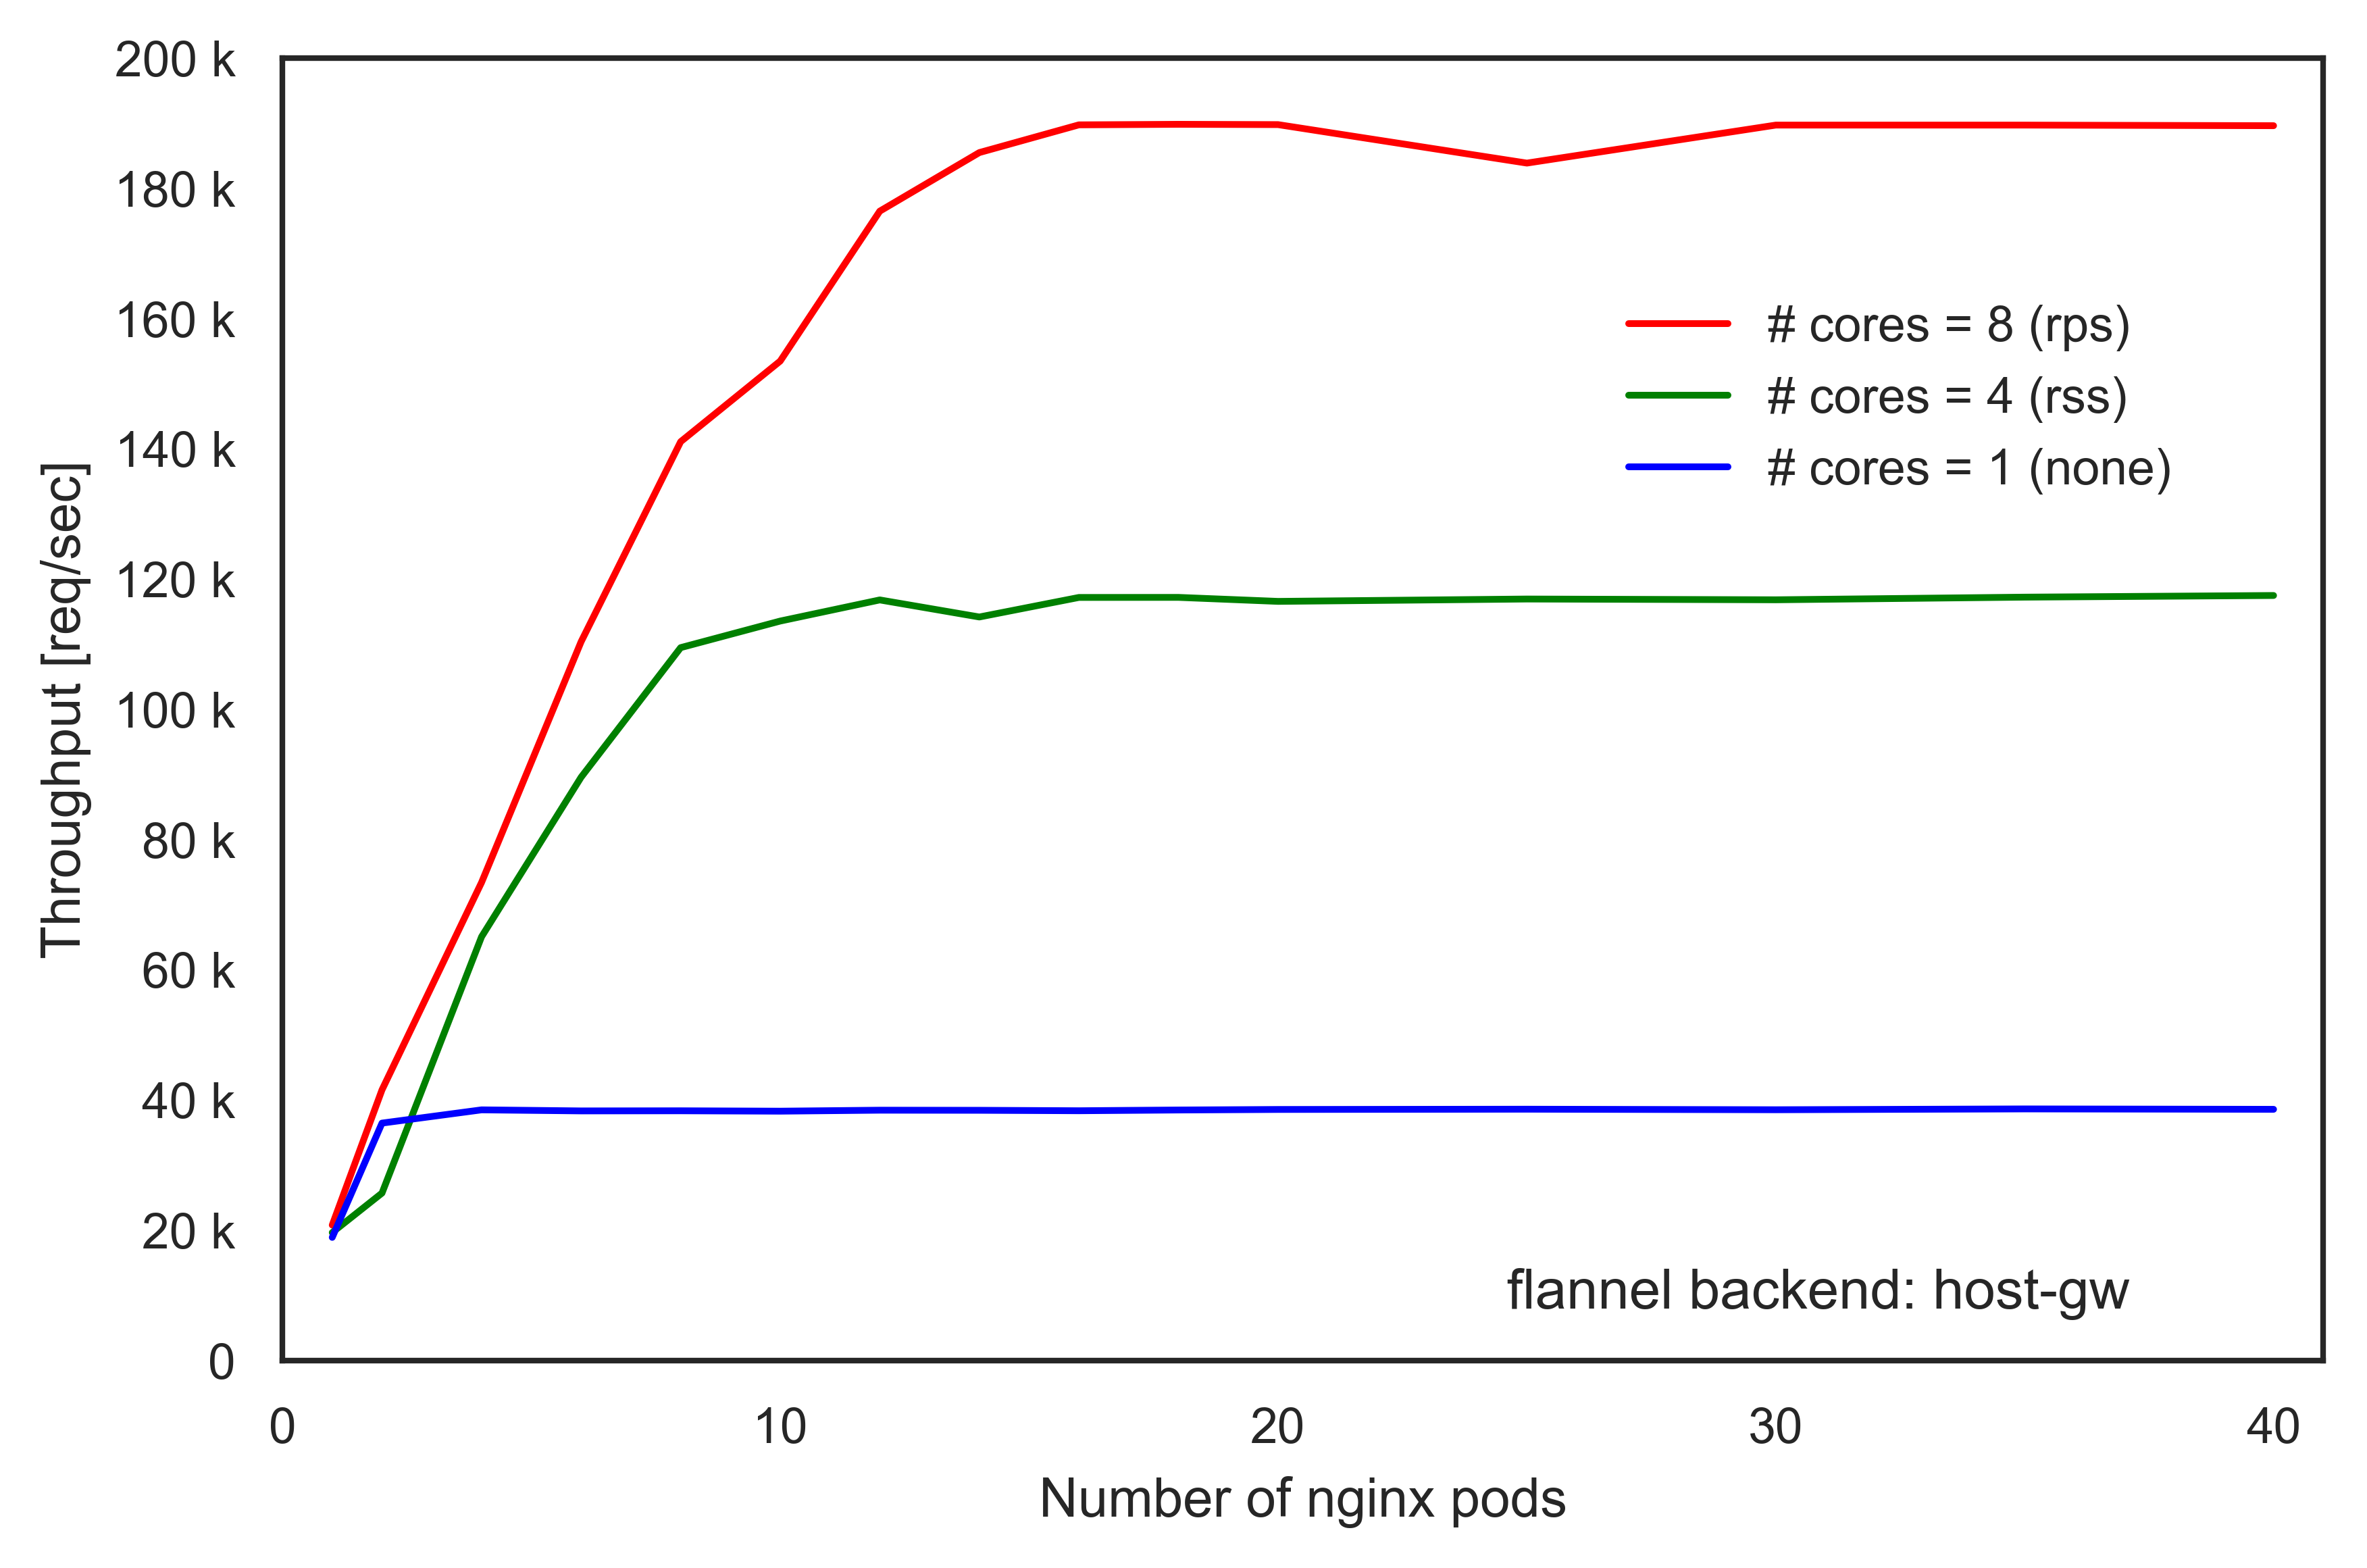 200 k
180 k
160 k
140 k
120 k
100 k
80 k
60 k
40 k
20 k
0
Throughput [req/sec]
# cores = 8 (rps)
# cores = 4 (rss)
# cores = 1 (none)
flannel backend: host-gw
0 10 20 30 40
Number of nginx pods